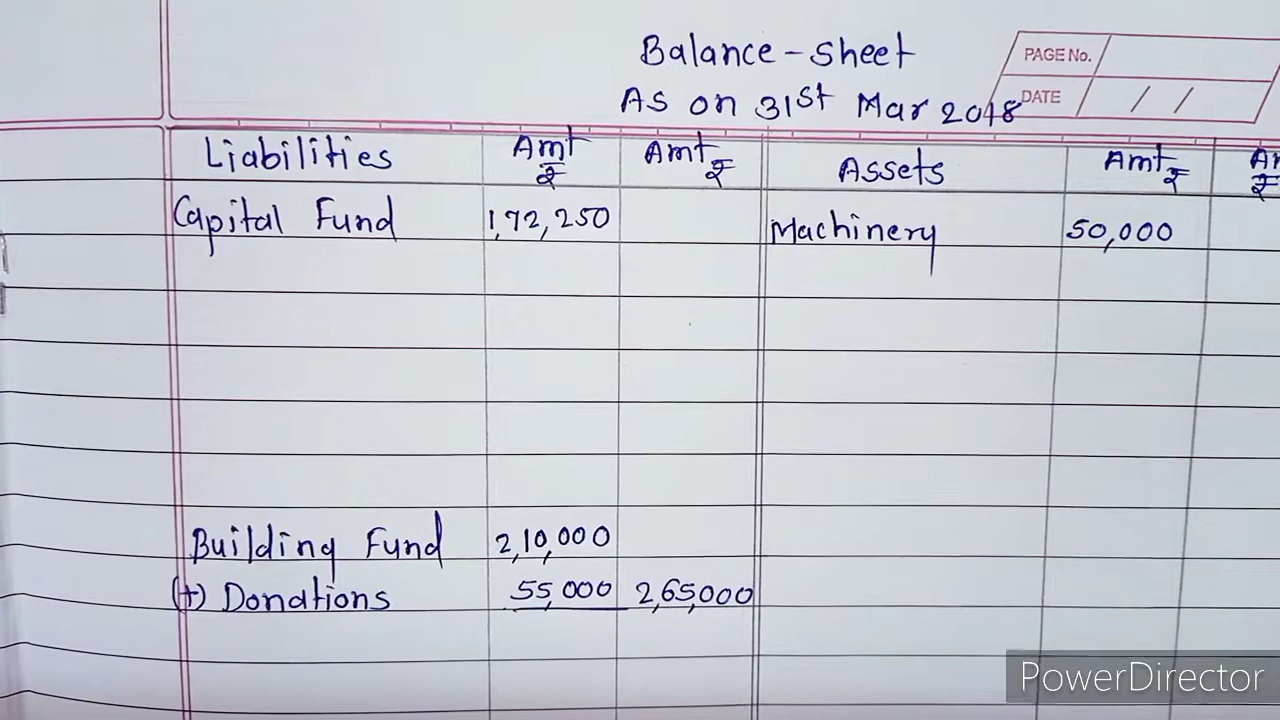 Balance - Sheet
PAGE No.
As on 31st Mar 2018
DATE / /
Liabilities Amt ₹ Amt ₹ Assets Amt ₹ Am ₹
Capital Fund 1,72,250 Machinery 50,000
Building Fund 2,10,000
(+) Donations 55,000 2,65,000
PowerDirector